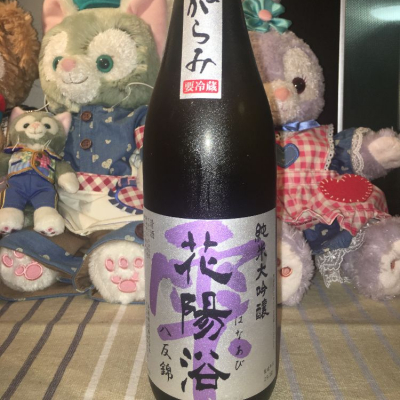 がらみ
要冷蔵
純米大吟醸
花陽浴
はなあび
八反錦